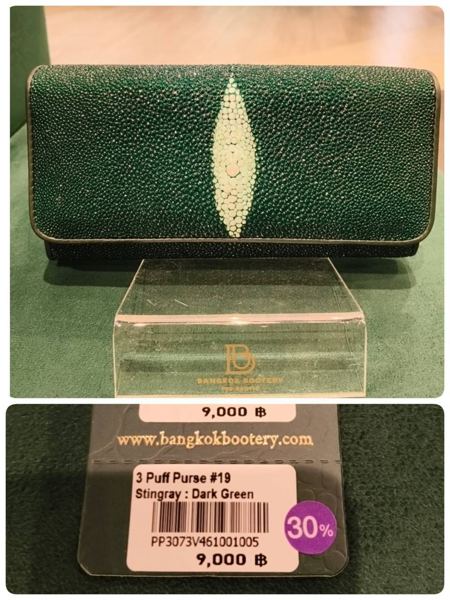 B
BANGKOK BOOTERY
9,000 ฿
www.bangkokbootery.com
3 Puff Purse #19
Stingray : Dark Green
PP3073V461001005
30%
9,000 ฿